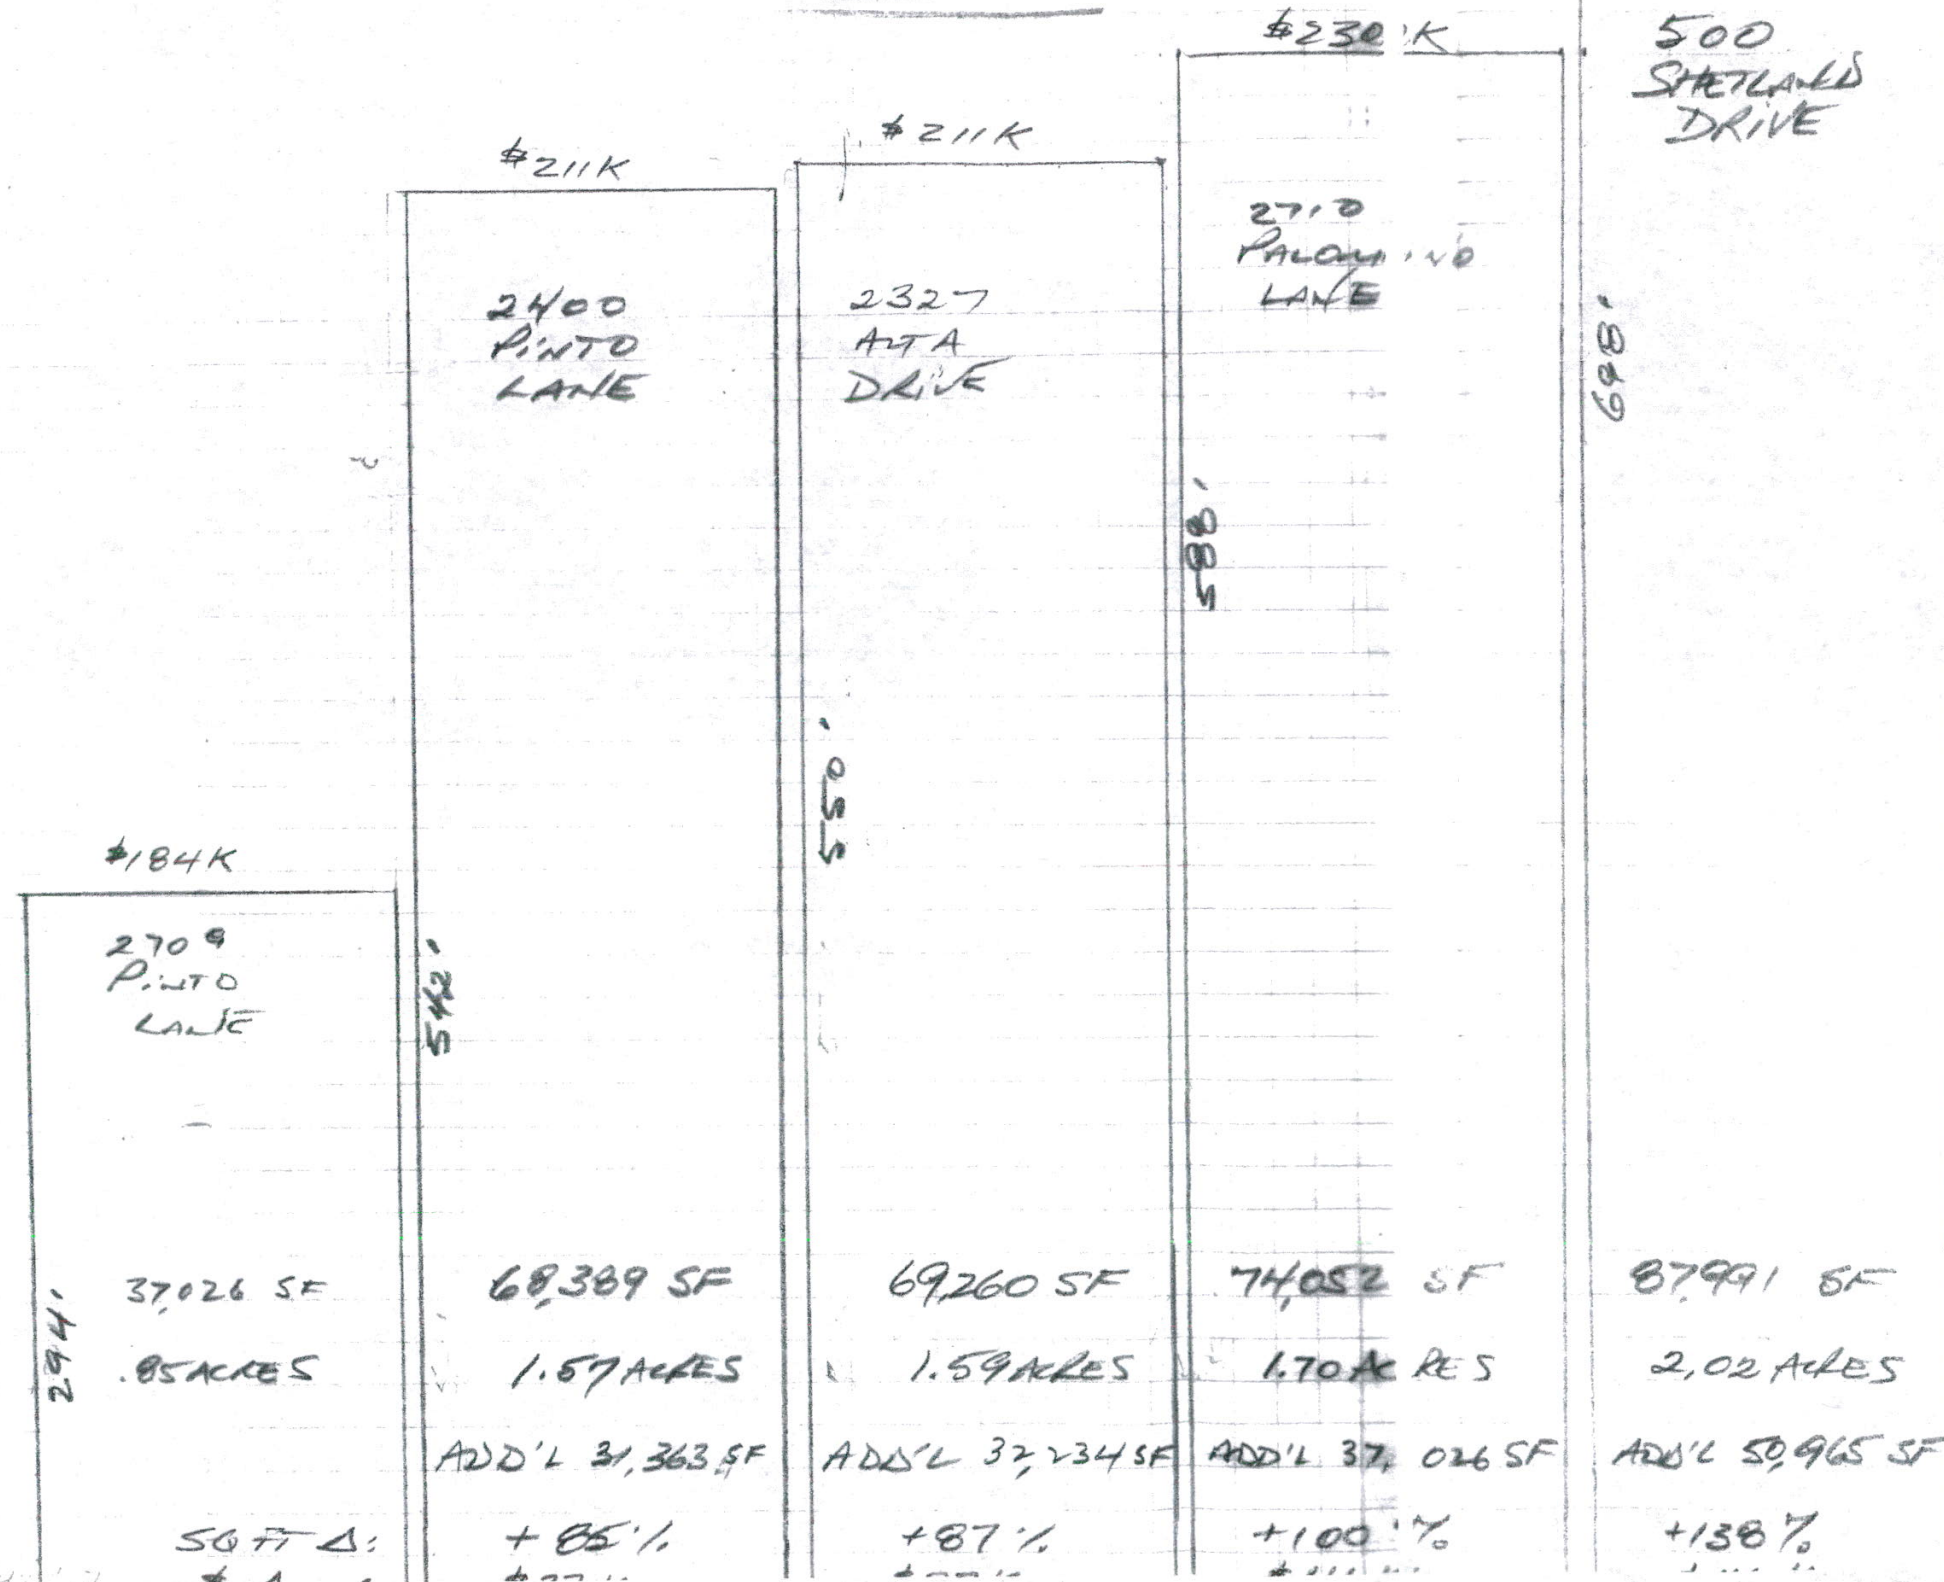 $230 K
500
SHETLAND
DRIVE
$211K
$211K
2710
PALOMINO
LANE
2400
PINTO
LANE
2327
ALTA
DRIVE
698'
588'
550'
$184K
2709
PINTO
LANE
542'
294'
37,026 SF
68,389 SF
69,260 SF
74,052 SF
87,991 SF
.85 ACRES
1.57 ACRES
1.59 ACRES
1.70 ACRES
2.02 ACRES
ADD'L 31,363 SF
ADD'L 32,234 SF
ADD'L 37,026 SF
ADD'L 50,965 SF
SQ FT Δ:
+85%
+87%
+100%
+138%